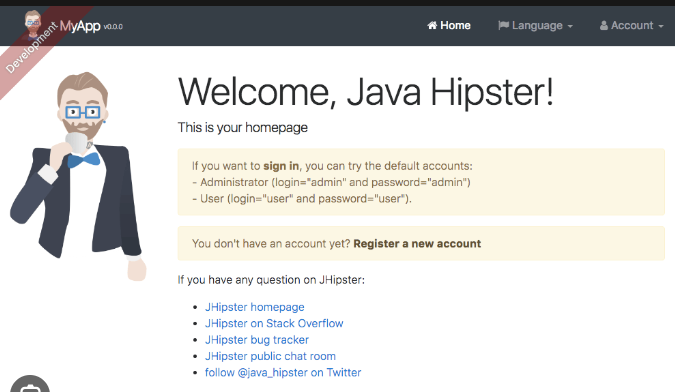 Development
MyApp v0.0.0
Home Language Account
Welcome, Java Hipster!
This is your homepage
If you want to sign in, you can try the default accounts:
- Administrator (login="admin" and password="admin")
- User (login="user" and password="user").
You don't have an account yet? Register a new account
If you have any question on JHipster:
• JHipster homepage
• JHipster on Stack Overflow
• JHipster bug tracker
• JHipster public chat room
• follow @java_hipster on Twitter